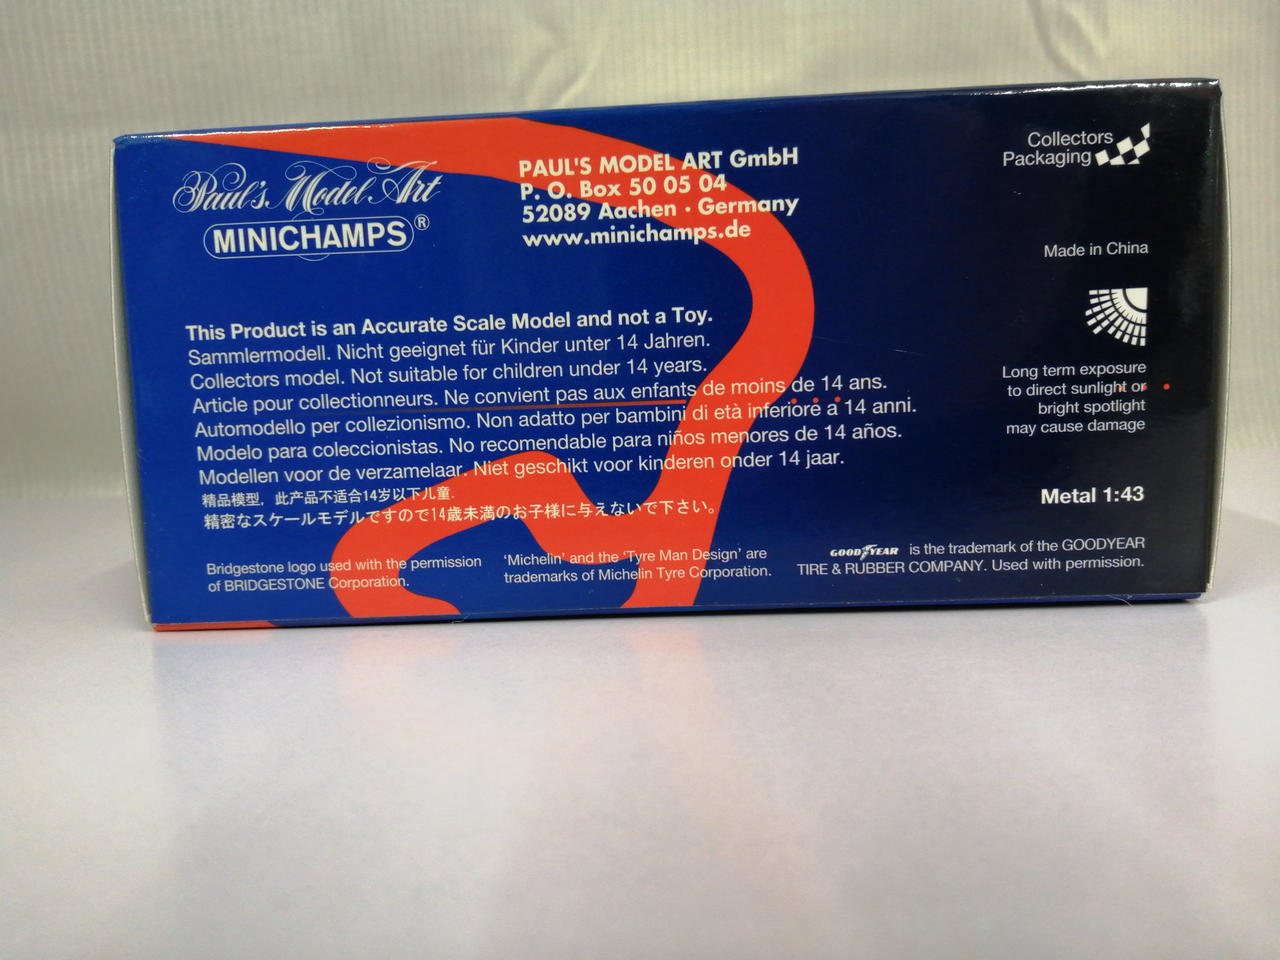 Paul's Model Art
MINICHAMPS®
PAUL'S MODEL ART GmbH
P. O. Box 50 05 04
52089 Aachen · Germany
www.minichamps.de
Collectors
Packaging
Made in China
This Product is an Accurate Scale Model and not a Toy.
Sammlermodell. Nicht geeignet für Kinder unter 14 Jahren.
Collectors model. Not suitable for children under 14 years.
Article pour collectionneurs. Ne convient pas aux enfants de moins de 14 ans.
Automodello per collezionismo. Non adatto per bambini di età inferiore a 14 anni.
Modelo para coleccionistas. No recomendable para niños menores de 14 años.
Modellen voor de verzamelaar. Niet geschikt voor kinderen onder 14 jaar.
精品模型, 此产品不适合14岁以下儿童.
精密なスケールモデルですので14歳未満のお子様に与えないで下さい。
Long term exposure
to direct sunlight or
bright spotlight
may cause damage
Metal 1:43
Bridgestone logo used with the permission
of BRIDGESTONE Corporation.
'Michelin' and the 'Tyre Man Design' are
trademarks of Michelin Tyre Corporation.
GOODYEAR is the trademark of the GOODYEAR
TIRE & RUBBER COMPANY. Used with permission.